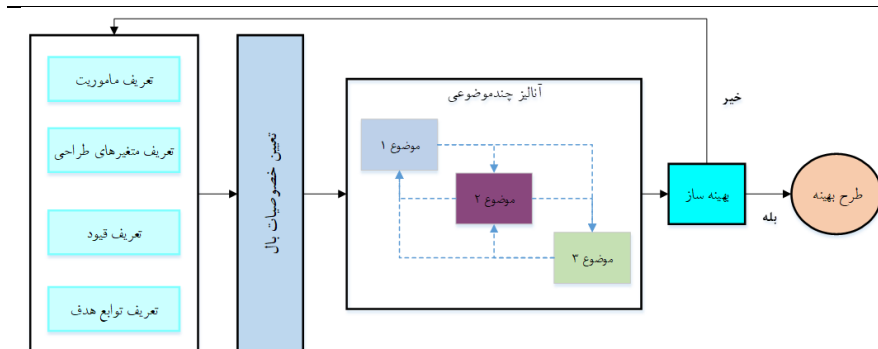 تعریف ماموریت
تعریف متغیرهای طراحی
تعریف قیود
تعریف توابع هدف
تعیین خصوصیات بال
آنالیز چندموضوعی
موضوع ۱
موضوع ۲
موضوع ۳
خیر
بهینه ساز
بله
طرح بهینه